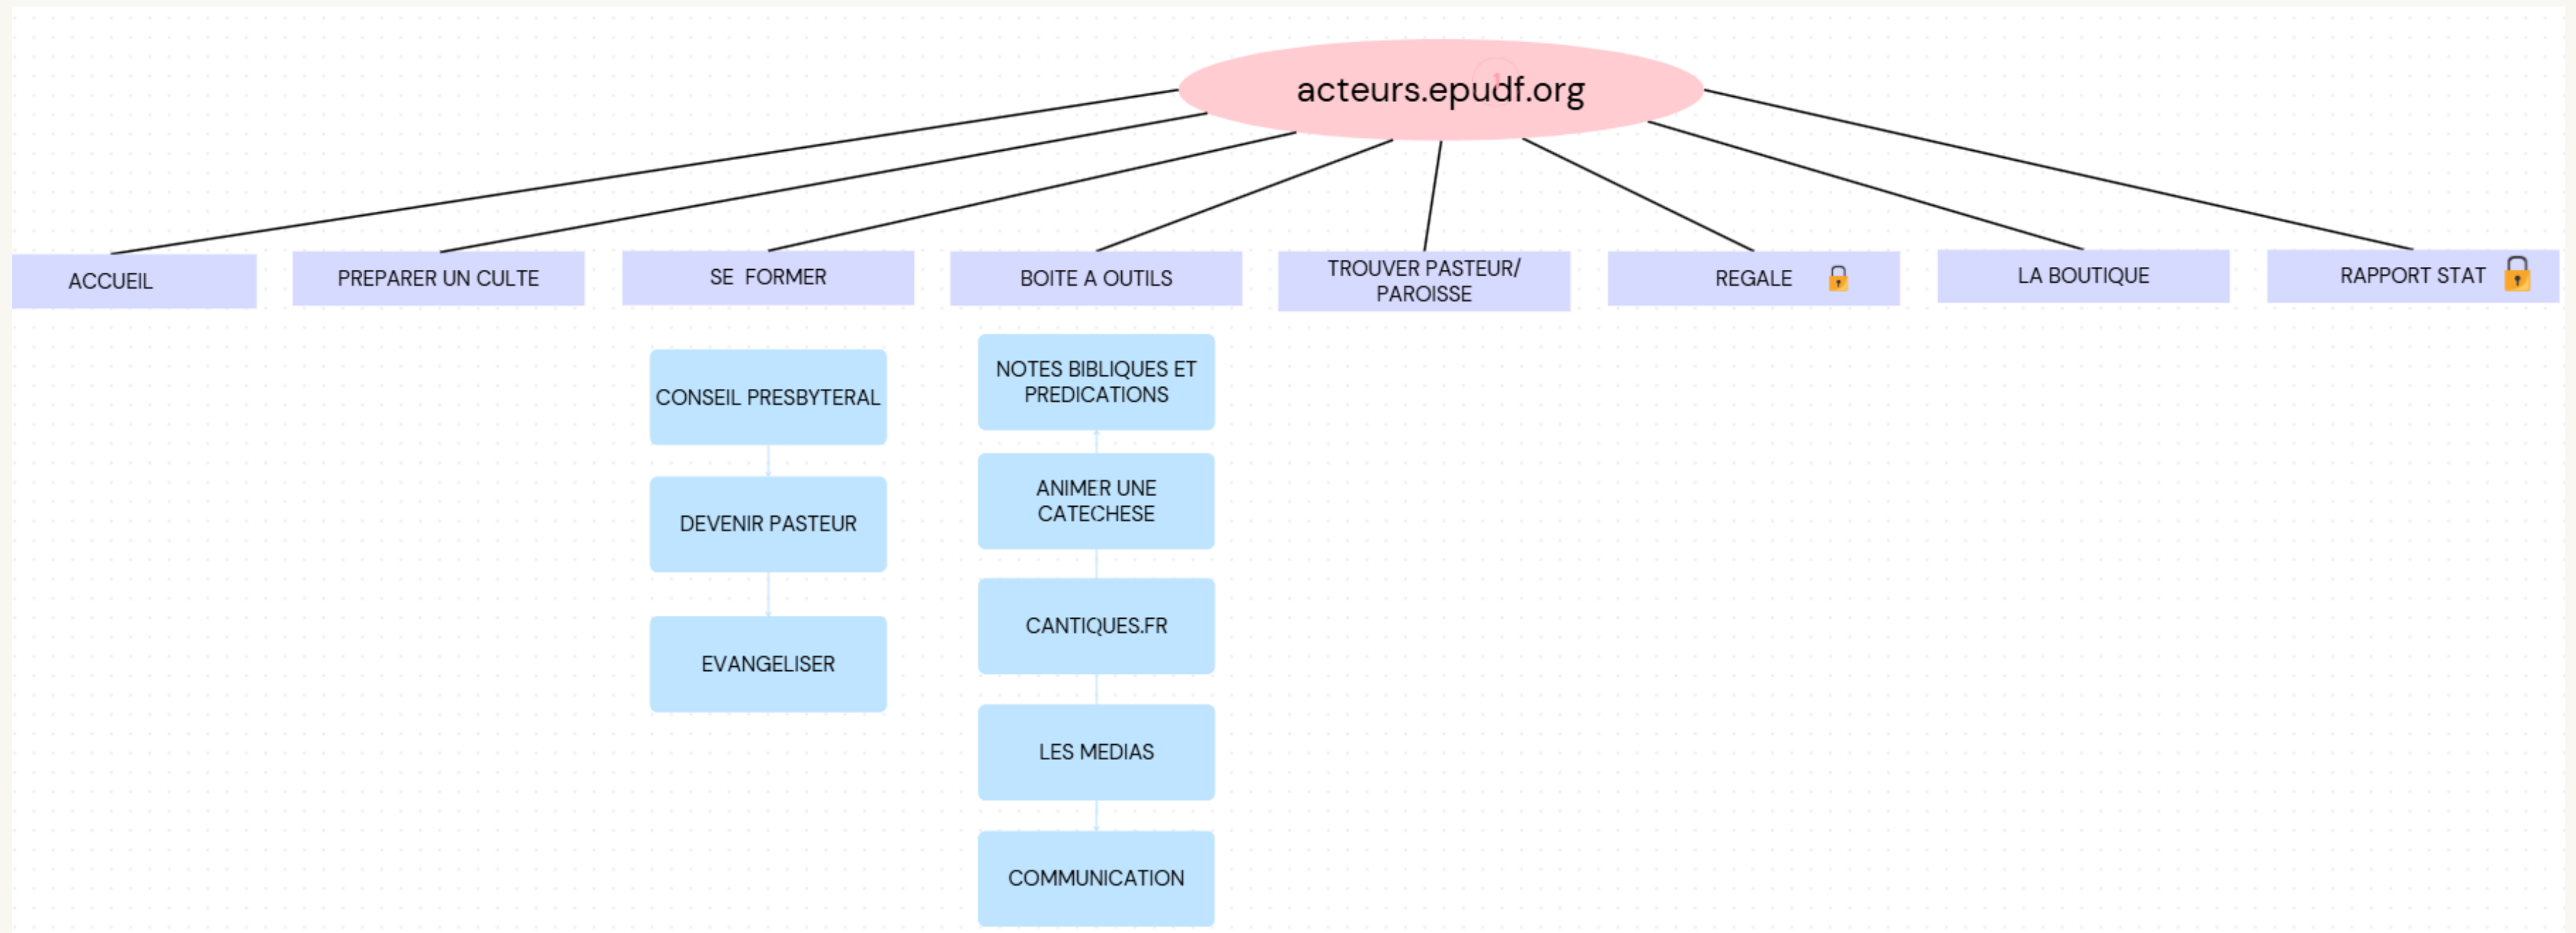 acteurs.epudf.org
ACCUEIL
PREPARER UN CULTE
SE FORMER
BOITE A OUTILS
TROUVER PASTEUR/
PAROISSE
REGALE
LA BOUTIQUE
RAPPORT STAT
CONSEIL PRESBYTERAL
DEVENIR PASTEUR
EVANGELISER
NOTES BIBLIQUES ET
PREDICATIONS
ANIMER UNE
CATECHESE
CANTIQUES.FR
LES MEDIAS
COMMUNICATION